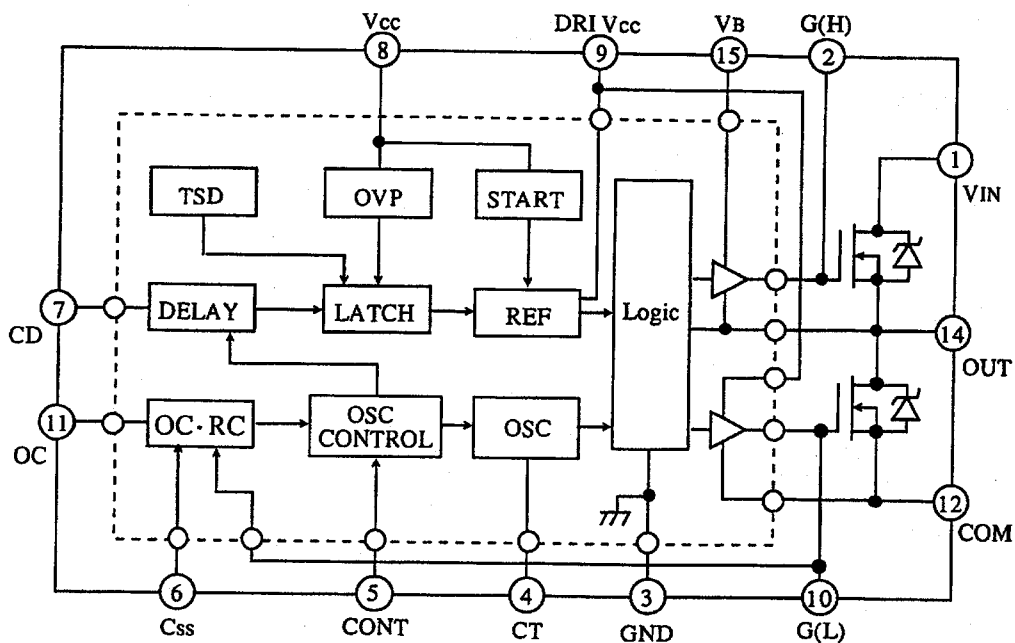 Vcc DRI Vcc VB G(H)
8 9 15 2
1
VIN
TSD OVP START
7
CD
DELAY LATCH REF Logic
14
OUT
11
OC
OC·RC OSC CONTROL OSC
12
COM
6 5 4 3 10
Css CONT CT GND G(L)